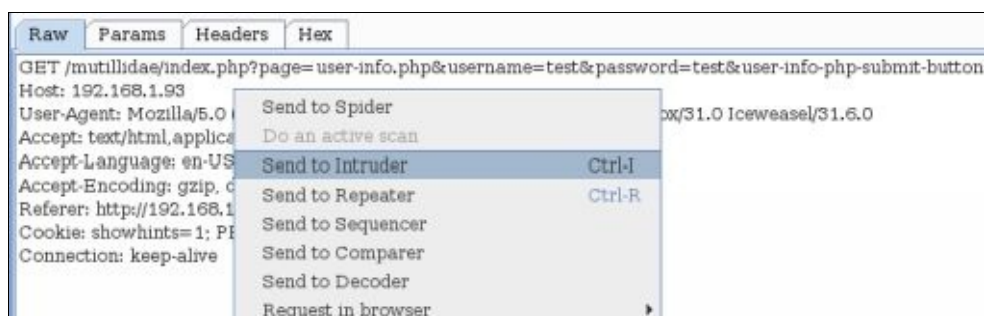 Raw Params Headers Hex
GET /mutillidae/index.php?page=user-info.php&username=test&password=test&user-info-php-submit-button
Host: 192.168.1.93
User-Agent: Mozilla/5.0 ox/31.0 Iceweasel/31.6.0
Accept: text/html,applica
Accept-Language: en-US
Accept-Encoding: gzip, d
Referer: http://192.168.1
Cookie: showhints=1; PH
Connection: keep-alive
Send to Spider
Do an active scan
Send to Intruder Ctrl-I
Send to Repeater Ctrl-R
Send to Sequencer
Send to Comparer
Send to Decoder
Request in browser